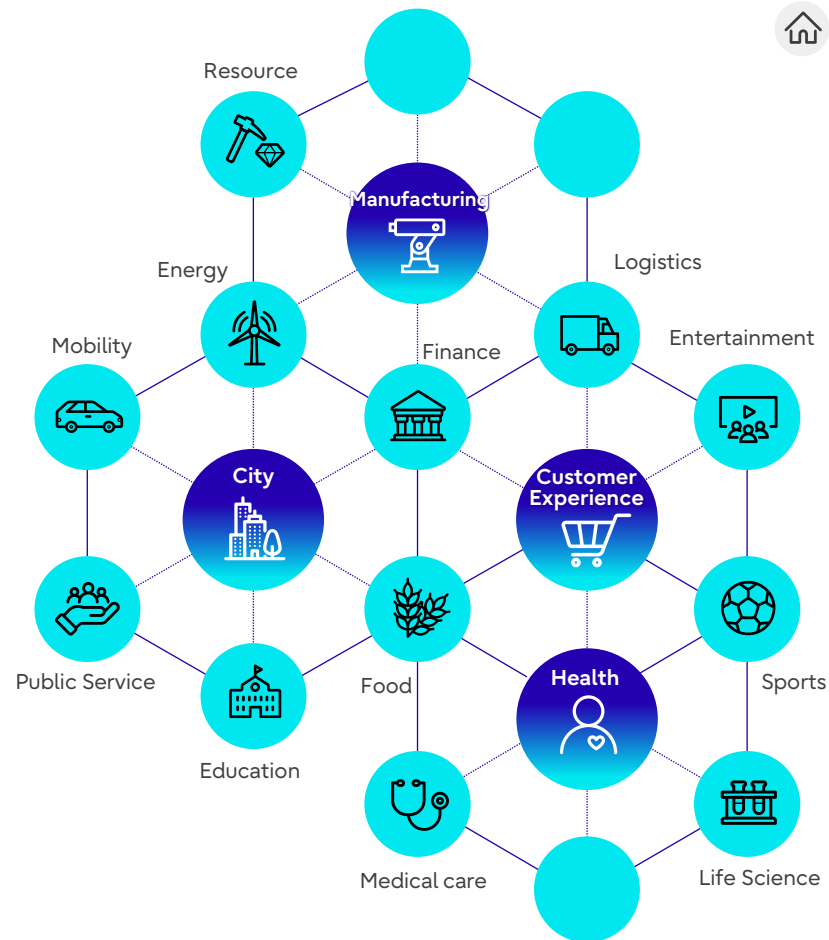 Resource
Manufacturing
Logistics
Energy
Entertainment
Mobility
Finance
City
Customer
Experience
Health
Public Service
Food
Sports
Education
Medical care
Life Science